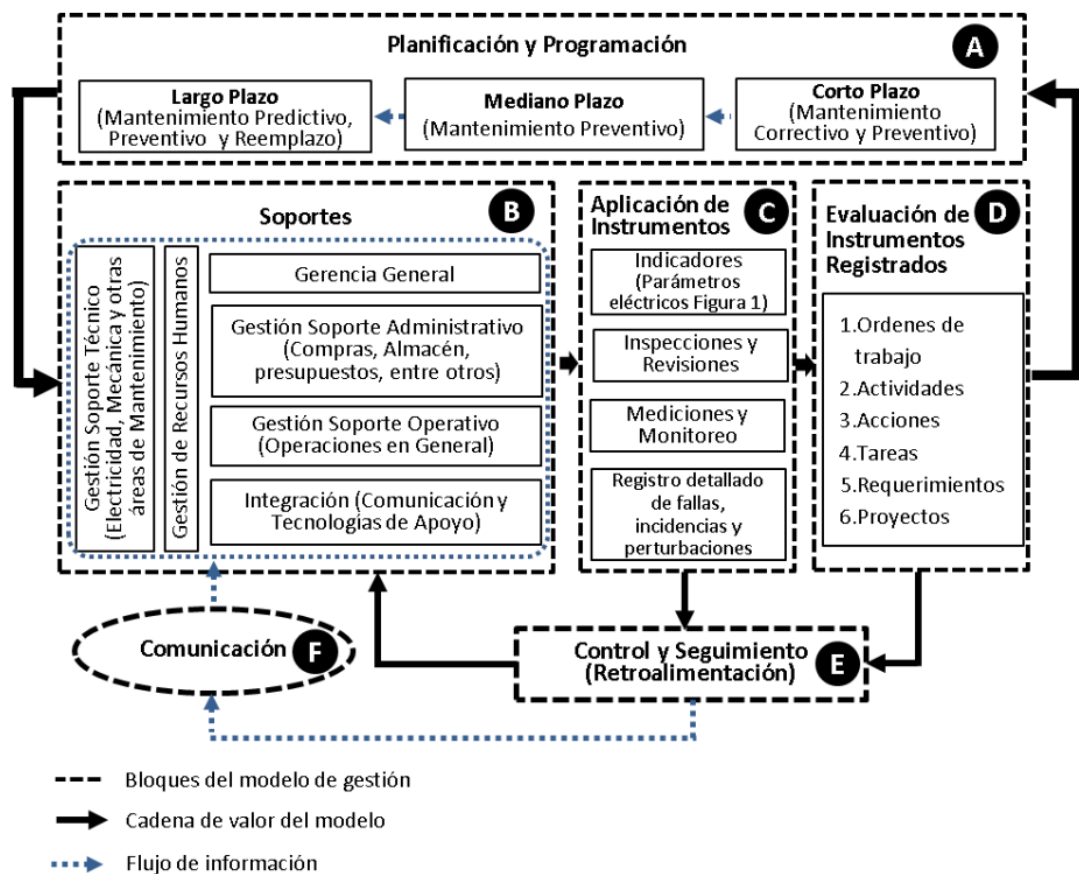 Planificación y Programación
A
Largo Plazo
(Mantenimiento Predictivo,
Preventivo y Reemplazo)
Mediano Plazo
(Mantenimiento Preventivo)
Corto Plazo
(Mantenimiento
Correctivo y Preventivo)
Soportes
B
Gestión Soporte Técnico
(Electricidad, Mecánica y otras
áreas de Mantenimiento)
Gestión de Recursos Humanos
Gerencia General
Gestión Soporte Administrativo
(Compras, Almacén,
presupuestos, entre otros)
Gestión Soporte Operativo
(Operaciones en General)
Integración (Comunicación y
Tecnologías de Apoyo)
Aplicación de
Instrumentos
C
Indicadores
(Parámetros
eléctricos Figura 1)
Inspecciones y
Revisiones
Mediciones y
Monitoreo
Registro detallado
de fallas,
incidencias y
perturbaciones
Evaluación de
Instrumentos
Registrados
D
1.Ordenes de
trabajo
2.Actividades
3.Acciones
4.Tareas
5.Requerimientos
6.Proyectos
Comunicación
F
Control y Seguimiento
(Retroalimentación)
E
Bloques del modelo de gestión
Cadena de valor del modelo
Flujo de información